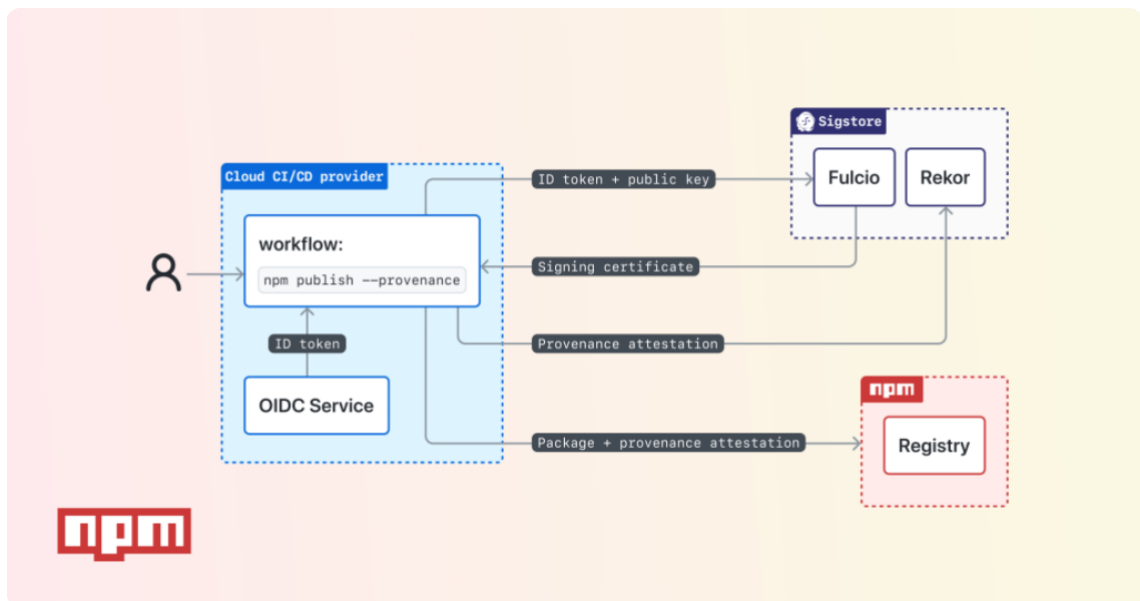 Sigstore
Fulcio
Rekor
Cloud CI/CD provider
ID token + public key
workflow:
npm publish --provenance
Signing certificate
ID token
Provenance attestation
OIDC Service
npm
Package + provenance attestation
Registry
npm